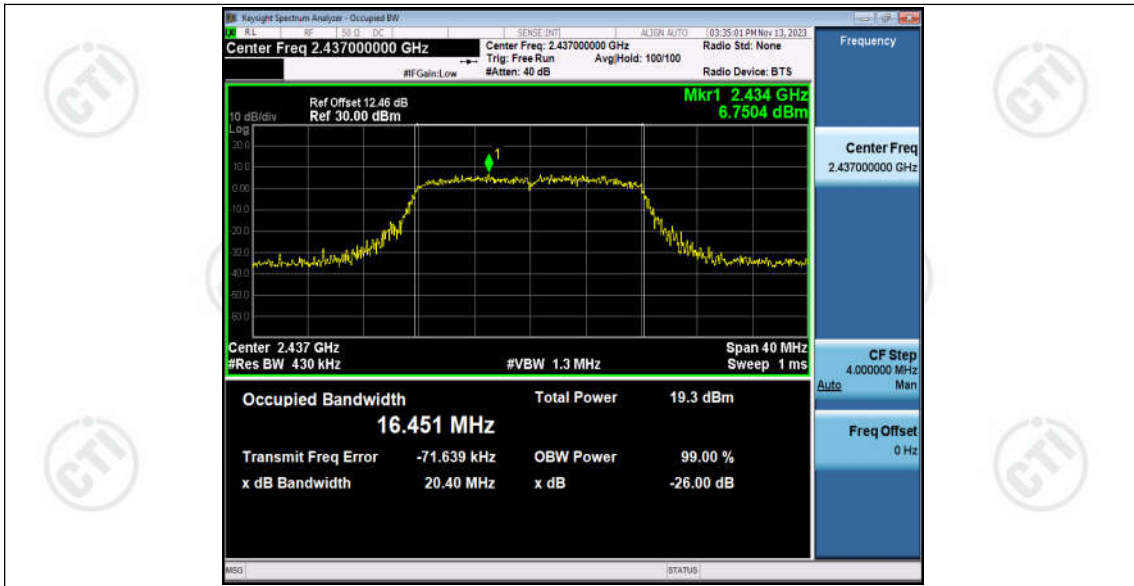 Keysight Spectrum Analyzer - Occupied BW
RL RF 50 Ω DC SENSE:INT ALIGN AUTO 03:35:01 PM Nov 13, 2023
Center Freq 2.437000000 GHz
Center Freq: 2.437000000 GHz Radio Std: None
Trig: Free Run Avg|Hold: 100/100
#IFGain:Low #Atten: 40 dB Radio Device: BTS
Frequency
Mkr1 2.434 GHz
6.7504 dBm
Ref Offset 12.46 dB
10 dB/div Ref 30.00 dBm
Log
20.0
10.0
0.00
-10.0
-20.0
-30.0
-40.0
-50.0
-60.0
1
Center Freq
2.437000000 GHz
Center 2.437 GHz Span 40 MHz
#Res BW 430 kHz #VBW 1.3 MHz Sweep 1 ms
CF Step
4.000000 MHz
Auto Man
Freq Offset
0 Hz
Occupied Bandwidth Total Power 19.3 dBm
16.451 MHz
Transmit Freq Error -71.639 kHz OBW Power 99.00 %
x dB Bandwidth 20.40 MHz x dB -26.00 dB
MSG STATUS
CTI
CTI
CTI
CTI